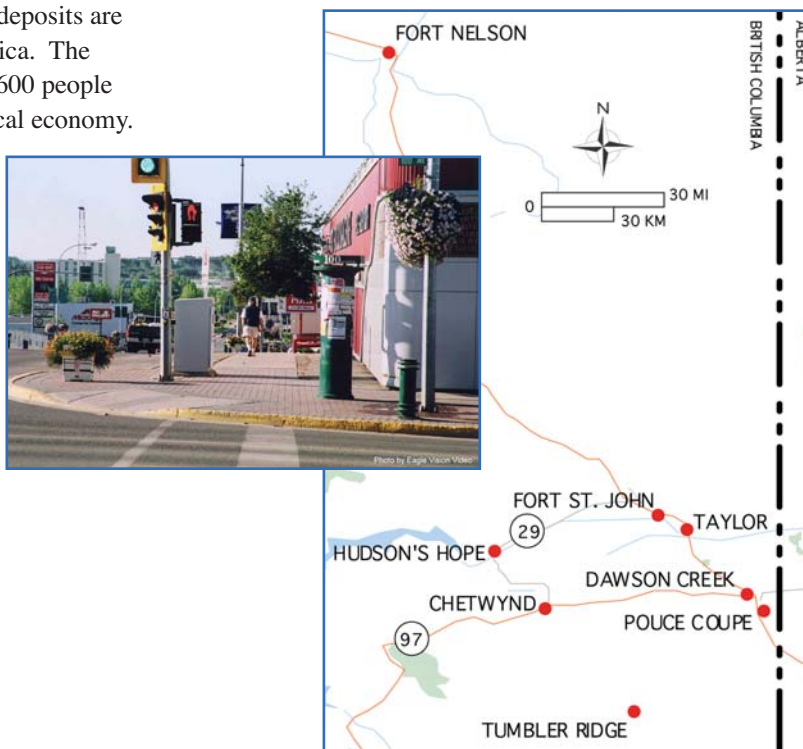 deposits are
ica. The
600 people
cal economy.
FORT NELSON
BRITISH COLUMBIA
ALBERTA
N
0
30 MI
30 KM
100
Photo by Eagle Vision Video
FORT ST. JOHN
TAYLOR
29
HUDSON'S HOPE
DAWSON CREEK
CHETWYND
POUCE COUPE
97
TUMBLER RIDGE